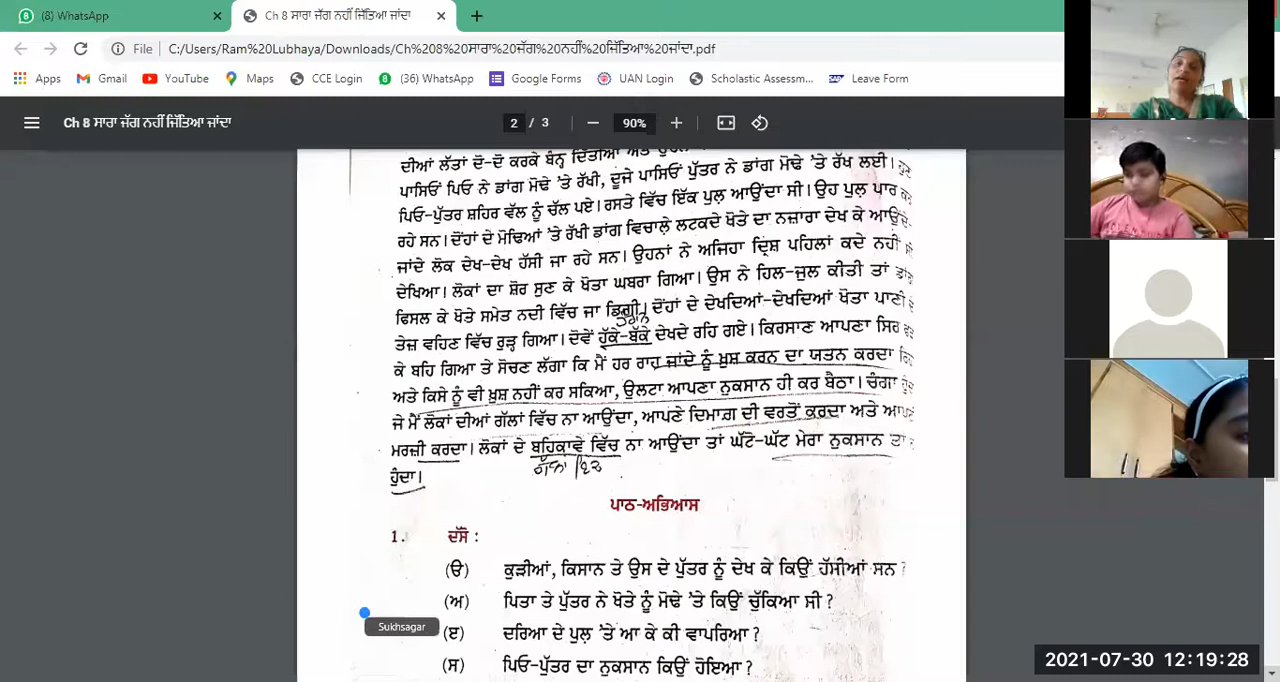 (8) WhatsApp
Ch 8 ਸਾਰਾ ਜੱਗ ਨਹੀਂ ਜਿੱਤਿਆ ਜਾਂਦਾ
File
C:/Users/Ram%20Lubhaya/Downloads/Ch%208%20ਸਾਰਾ%20ਜੱਗ%20ਨਹੀਂ%20ਜਿੱਤਿਆ%20ਜਾਂਦਾ.pdf
Apps
Gmail
YouTube
Maps
CCE Login
(36) WhatsApp
Google Forms
UAN Login
Scholastic Assessm...
Leave Form
Ch 8 ਸਾਰਾ ਜੱਗ ਨਹੀਂ ਜਿੱਤਿਆ ਜਾਂਦਾ
2 / 3
90%
ਦੀਆਂ ਲੱਤਾਂ ਦੋ-ਦੋ ਕਰਕੇ ਬੰਨ੍ਹ ਦਿੱਤੀਆਂ ਅਤੇ
ਪਾਸਿਓਂ ਪਿਓ ਨੇ ਡਾਂਗ ਮੋਢੇ 'ਤੇ ਰੱਖੀ, ਦੂਜੇ ਪਾਸਿਓਂ ਪੁੱਤਰ ਨੇ ਡਾਂਗ ਮੋਢੇ 'ਤੇ ਰੱਖ ਲਈ।
ਪਿਓ-ਪੁੱਤਰ ਸ਼ਹਿਰ ਵੱਲ ਨੂੰ ਚੱਲ ਪਏ। ਰਸਤੇ ਵਿੱਚ ਇੱਕ ਪੁਲ ਆਉਂਦਾ ਸੀ। ਉਹ ਪੁਲ ਪਾਰ ਕਰ
ਰਹੇ ਸਨ। ਦੋਂਹਾਂ ਦੇ ਮੋਢਿਆਂ 'ਤੇ ਰੱਖੀ ਡਾਂਗ ਵਿਚਾਲੇ ਲਟਕਦੇ ਖੋਤੇ ਦਾ ਨਜ਼ਾਰਾ ਦੇਖ ਕੇ ਆਉਂਦੇ-
ਜਾਂਦੇ ਲੋਕ ਦੇਖ-ਦੇਖ ਹੱਸੀ ਜਾ ਰਹੇ ਸਨ। ਉਹਨਾਂ ਨੇ ਅਜਿਹਾ ਦ੍ਰਿਸ਼ ਪਹਿਲਾਂ ਕਦੇ ਨਹੀਂ ਸੀ
ਦੇਖਿਆ। ਲੋਕਾਂ ਦਾ ਸ਼ੋਰ ਸੁਣ ਕੇ ਖੋਤਾ ਘਬਰਾ ਗਿਆ। ਉਸ ਨੇ ਹਿਲ-ਜੁਲ ਕੀਤੀ ਤਾਂ ਡਾਂਗ
ਫਿਸਲ ਕੇ ਖੋਤੇ ਸਮੇਤ ਨਦੀ ਵਿੱਚ ਜਾ ਡਿਗੀ। ਦੋਂਹਾਂ ਦੇ ਦੇਖਦਿਆਂ-ਦੇਖਦਿਆਂ ਖੋਤਾ ਪਾਣੀ ਦੇ
ਤੇਜ਼ ਵਹਿਣ ਵਿੱਚ ਰੁੜ੍ਹ ਗਿਆ। ਦੋਵੇਂ ਹੱਕੇ-ਬੱਕੇ ਦੇਖਦੇ ਰਹਿ ਗਏ। ਕਿਰਸਾਣ ਆਪਣਾ ਸਿਰ ਫੜ
ਕੇ ਬਹਿ ਗਿਆ ਤੇ ਸੋਚਣ ਲੱਗਾ ਕਿ ਮੈਂ ਹਰ ਰਾਹ ਜਾਂਦੇ ਨੂੰ ਖ਼ੁਸ਼ ਕਰਨ ਦਾ ਯਤਨ ਕਰਦਾ ਰਿਹਾ
ਅਤੇ ਕਿਸੇ ਨੂੰ ਵੀ ਖ਼ੁਸ਼ ਨਹੀਂ ਕਰ ਸਕਿਆ, ਉਲਟਾ ਆਪਣਾ ਨੁਕਸਾਨ ਹੀ ਕਰ ਬੈਠਾ। ਚੰਗਾ ਹੁੰਦਾ
ਜੇ ਮੈਂ ਲੋਕਾਂ ਦੀਆਂ ਗੱਲਾਂ ਵਿੱਚ ਨਾ ਆਉਂਦਾ, ਆਪਣੇ ਦਿਮਾਗ਼ ਦੀ ਵਰਤੋਂ ਕਰਦਾ ਅਤੇ ਆਪਣੀ
ਮਰਜ਼ੀ ਕਰਦਾ। ਲੋਕਾਂ ਦੇ ਬਹਿਕਾਵੇ ਵਿੱਚ ਨਾ ਆਉਂਦਾ ਤਾਂ ਘੱਟੋ-ਘੱਟ ਮੇਰਾ ਨੁਕਸਾਨ ਤਾਂ ਨਾ
ਹੁੰਦਾ।
ਪਾਠ-ਅਭਿਆਸ
1. ਦੱਸੋ :
(ੳ) ਕੁੜੀਆਂ, ਕਿਸਾਨ ਤੇ ਉਸ ਦੇ ਪੁੱਤਰ ਨੂੰ ਦੇਖ ਕੇ ਕਿਉਂ ਹੱਸੀਆਂ ਸਨ ?
(ਅ) ਪਿਤਾ ਤੇ ਪੁੱਤਰ ਨੇ ਖੋਤੇ ਨੂੰ ਮੋਢੇ 'ਤੇ ਕਿਉਂ ਚੁੱਕਿਆ ਸੀ ?
Sukhsagar
(ੲ) ਦਰਿਆ ਦੇ ਪੁਲ 'ਤੇ ਆ ਕੇ ਕੀ ਵਾਪਰਿਆ ?
(ਸ) ਪਿਓ-ਪੁੱਤਰ ਦਾ ਨੁਕਸਾਨ ਕਿਉਂ ਹੋਇਆ ?
2021-07-30 12:19:28